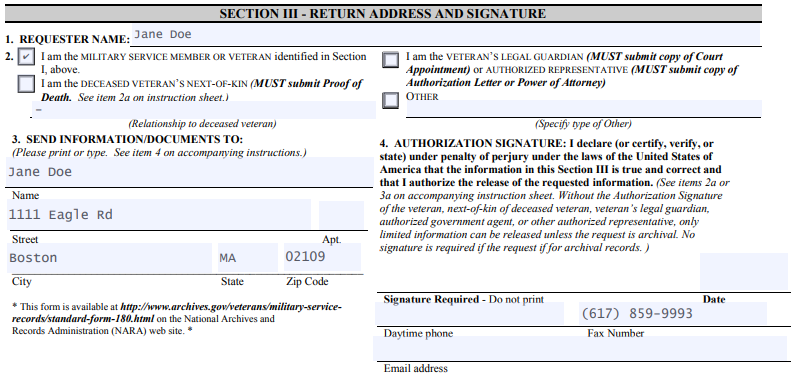 SECTION III - RETURN ADDRESS AND SIGNATURE
1. REQUESTER NAME: Jane Doe
2. ✓ I am the MILITARY SERVICE MEMBER OR VETERAN identified in Section
I, above.
I am the DECEASED VETERAN'S NEXT-OF-KIN (MUST submit Proof of
Death. See item 2a on instruction sheet.)
–
(Relationship to deceased veteran)
I am the VETERAN'S LEGAL GUARDIAN (MUST submit copy of Court
Appointment) or AUTHORIZED REPRESENTATIVE (MUST submit copy of
Authorization Letter or Power of Attorney)
OTHER
(Specify type of Other)
3. SEND INFORMATION/DOCUMENTS TO:
(Please print or type. See item 4 on accompanying instructions.)
Jane Doe
Name
1111 Eagle Rd
Street Apt.
Boston MA 02109
City State Zip Code
* This form is available at http://www.archives.gov/veterans/military-service-
records/standard-form-180.html on the National Archives and
Records Administration (NARA) web site. *
4. AUTHORIZATION SIGNATURE: I declare (or certify, verify, or
state) under penalty of perjury under the laws of the United States of
America that the information in this Section III is true and correct and
that I authorize the release of the requested information. (See items 2a or
3a on accompanying instruction sheet. Without the Authorization Signature
of the veteran, next-of-kin of deceased veteran, veteran's legal guardian,
authorized government agent, or other authorized representative, only
limited information can be released unless the request is archival. No
signature is required if the request if for archival records. )
Signature Required - Do not print Date
(617) 859-9993
Daytime phone Fax Number
Email address